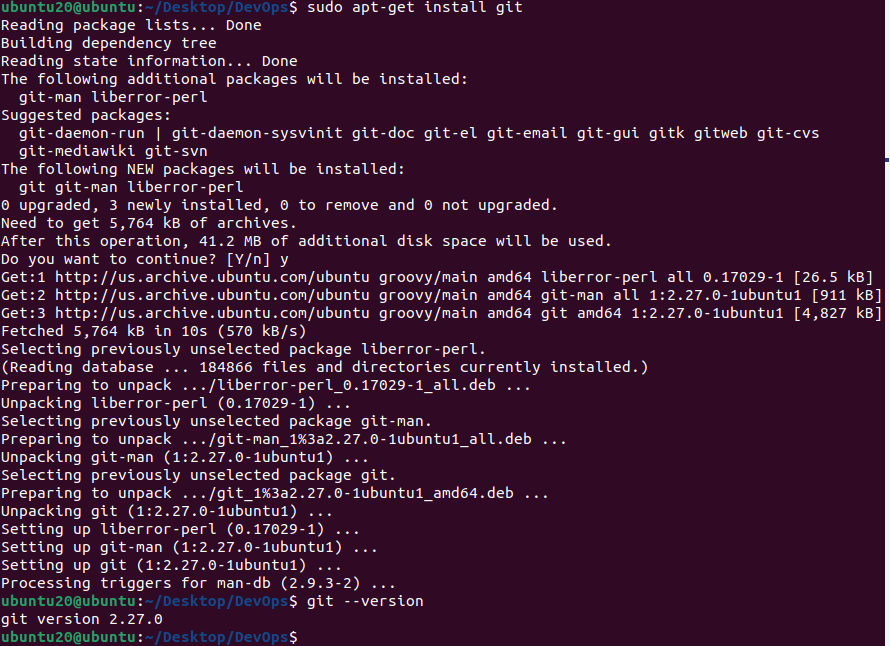 ubuntu20@ubuntu:~/Desktop/DevOps$ sudo apt-get install git
Reading package lists... Done
Building dependency tree
Reading state information... Done
The following additional packages will be installed:
  git-man liberror-perl
Suggested packages:
  git-daemon-run | git-daemon-sysvinit git-doc git-el git-email git-gui gitk gitweb git-cvs
  git-mediawiki git-svn
The following NEW packages will be installed:
  git git-man liberror-perl
0 upgraded, 3 newly installed, 0 to remove and 0 not upgraded.
Need to get 5,764 kB of archives.
After this operation, 41.2 MB of additional disk space will be used.
Do you want to continue? [Y/n] y
Get:1 http://us.archive.ubuntu.com/ubuntu groovy/main amd64 liberror-perl all 0.17029-1 [26.5 kB]
Get:2 http://us.archive.ubuntu.com/ubuntu groovy/main amd64 git-man all 1:2.27.0-1ubuntu1 [911 kB]
Get:3 http://us.archive.ubuntu.com/ubuntu groovy/main amd64 git amd64 1:2.27.0-1ubuntu1 [4,827 kB]
Fetched 5,764 kB in 10s (570 kB/s)
Selecting previously unselected package liberror-perl.
(Reading database ... 184866 files and directories currently installed.)
Preparing to unpack .../liberror-perl_0.17029-1_all.deb ...
Unpacking liberror-perl (0.17029-1) ...
Selecting previously unselected package git-man.
Preparing to unpack .../git-man_1%3a2.27.0-1ubuntu1_all.deb ...
Unpacking git-man (1:2.27.0-1ubuntu1) ...
Selecting previously unselected package git.
Preparing to unpack .../git_1%3a2.27.0-1ubuntu1_amd64.deb ...
Unpacking git (1:2.27.0-1ubuntu1) ...
Setting up liberror-perl (0.17029-1) ...
Setting up git-man (1:2.27.0-1ubuntu1) ...
Setting up git (1:2.27.0-1ubuntu1) ...
Processing triggers for man-db (2.9.3-2) ...
ubuntu20@ubuntu:~/Desktop/DevOps$ git --version
git version 2.27.0
ubuntu20@ubuntu:~/Desktop/DevOps$